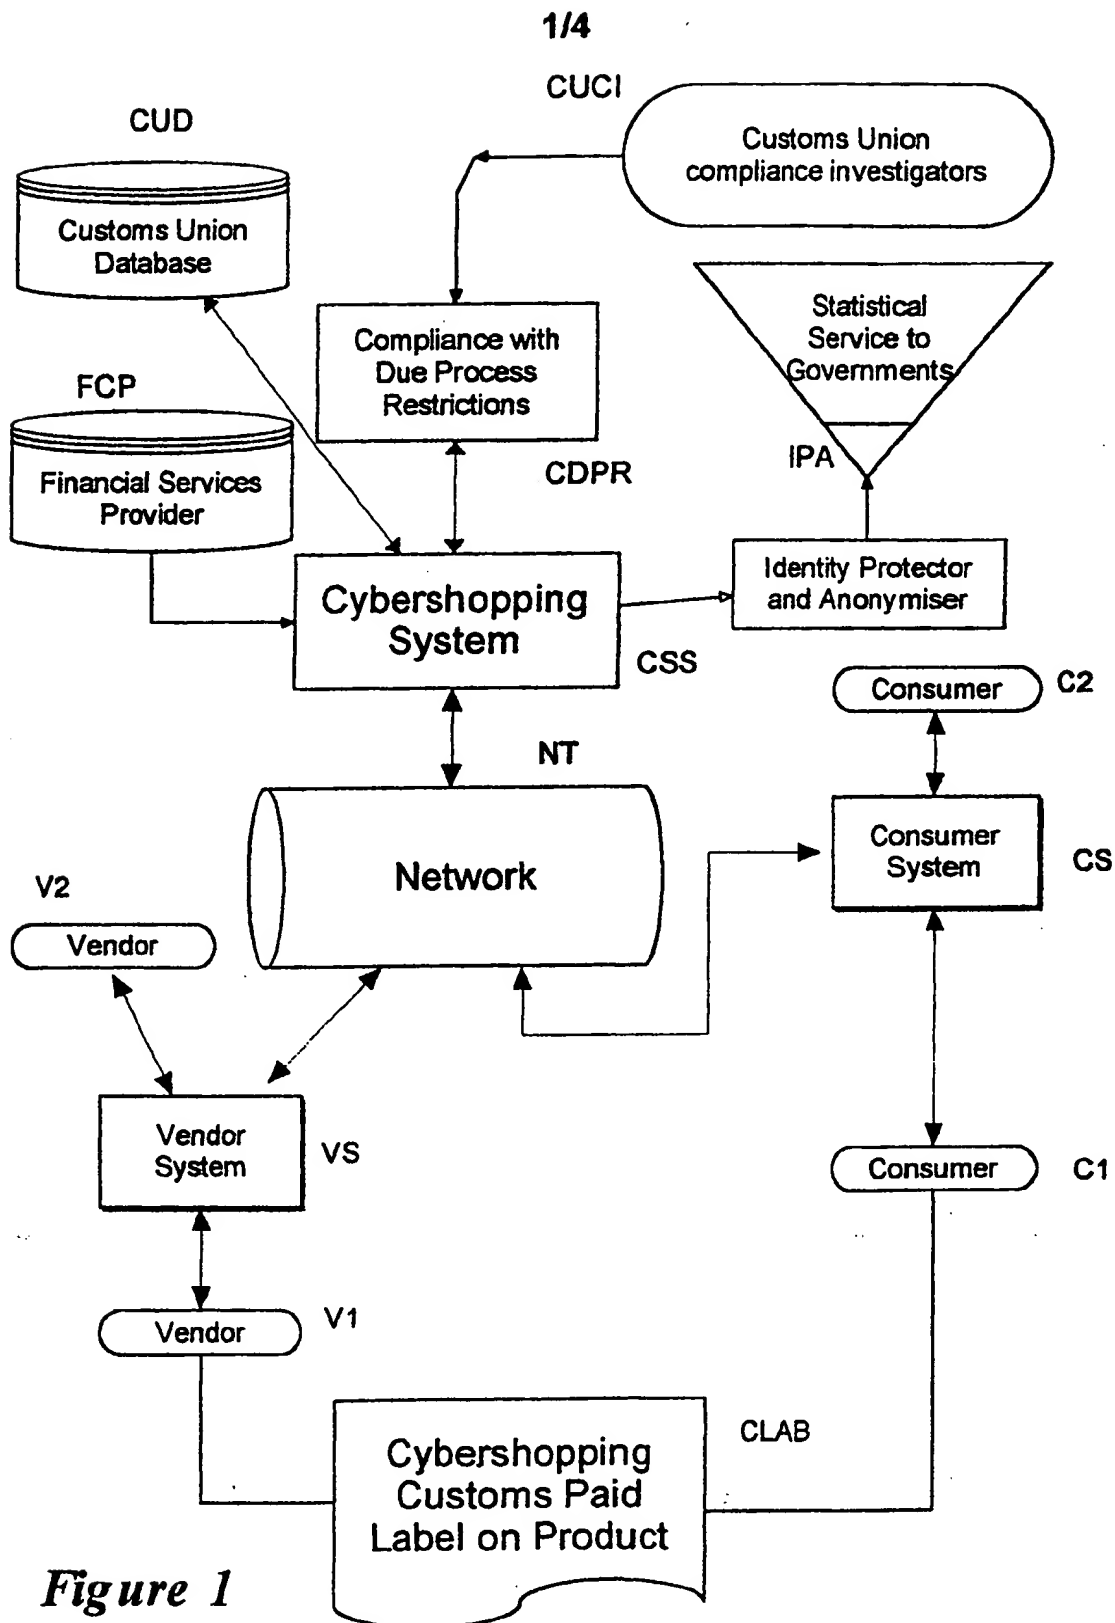 1/4
CUCI
Customs Union
compliance investigators
CUD
Customs Union
Database
Statistical
Service to
Governments
Compliance with
Due Process
Restrictions
FCP
IPA
CDPR
Financial Services
Provider
Cybershopping
System
Identity Protector
and Anonymiser
CSS
Consumer
C2
NT
Consumer
System
CS
Network
V2
Vendor
Vendor
System
VS
Consumer
C1
Vendor
V1
CLAB
Cybershopping
Customs Paid
Label on Product
Figure 1